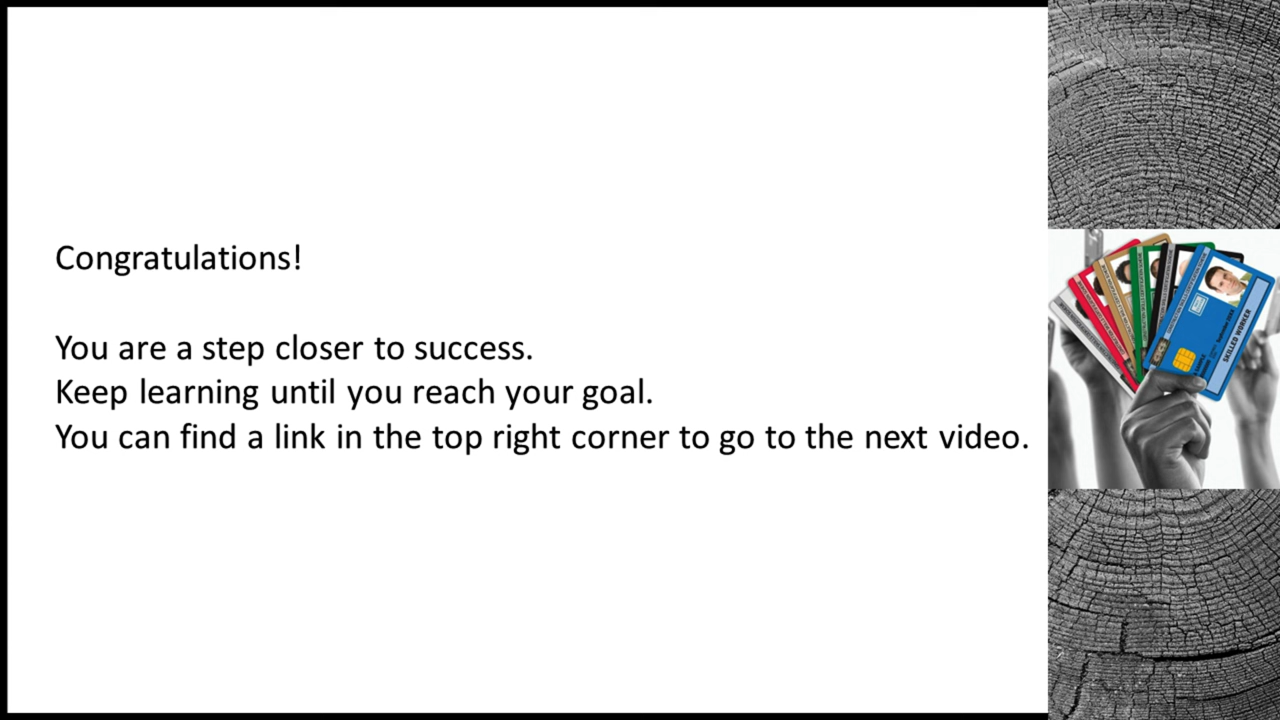 Congratulations!
You are a step closer to success.
Keep learning until you reach your goal.
You can find a link in the top right corner to go to the next video.
SKILLED WORKER